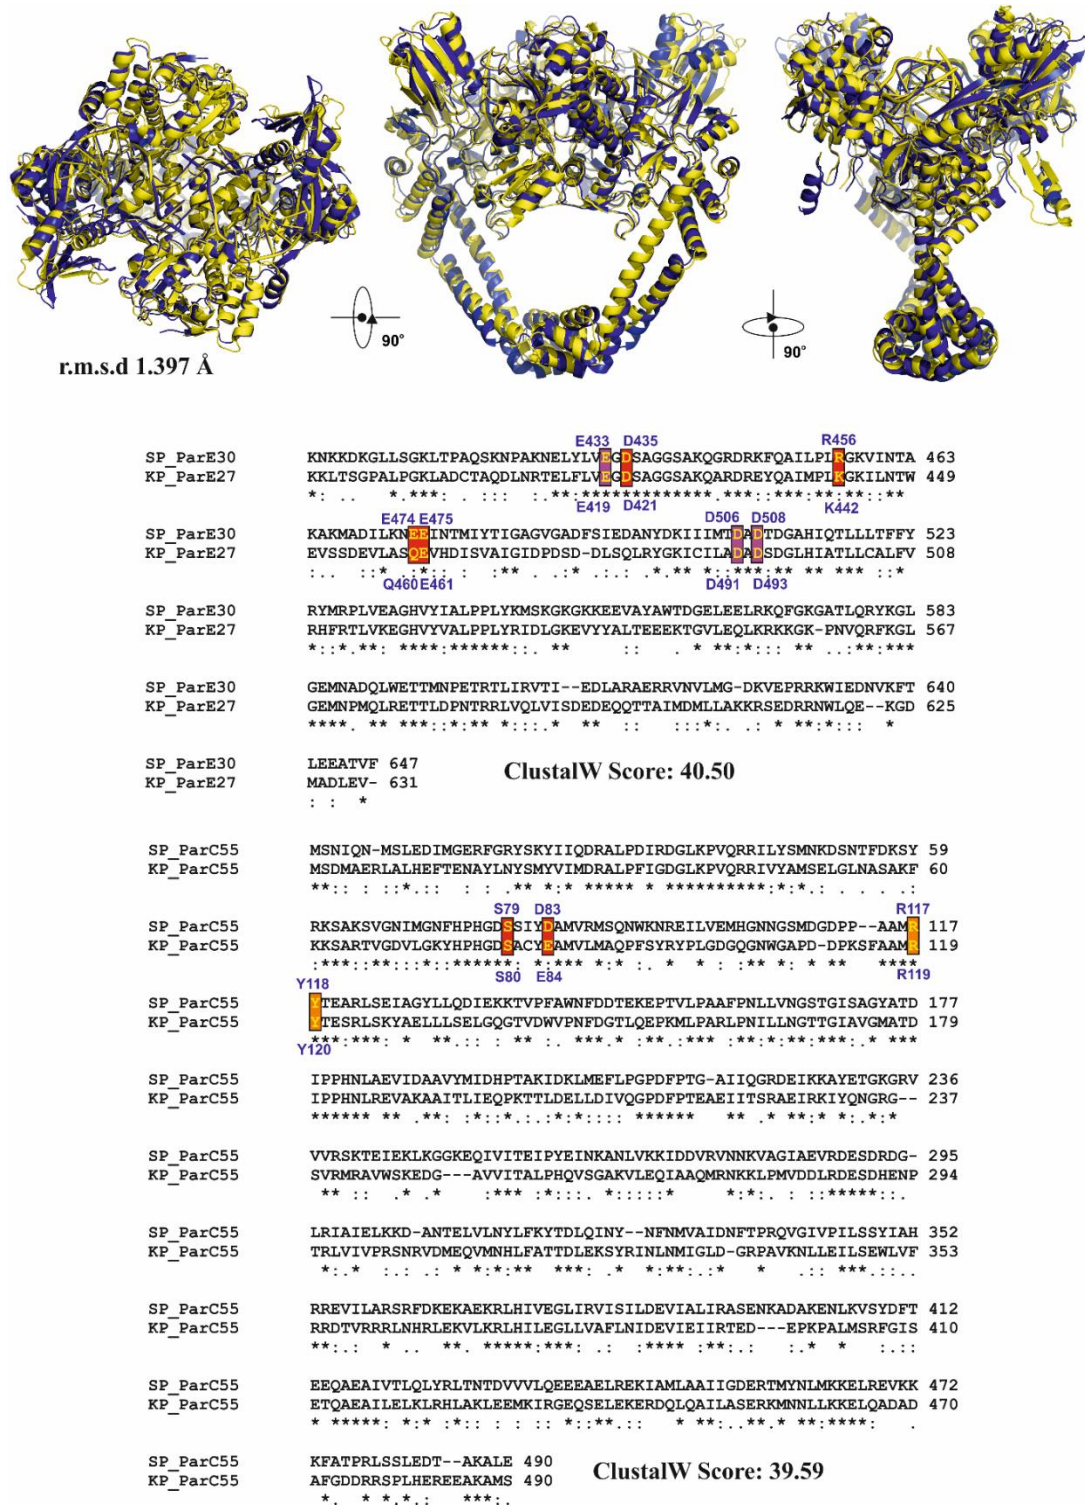 90°
90°
r.m.s.d 1.397 Å
E433 D435 R456
SP_ParE30 KNKKDKGLLSGKLTPAQSKNPAKNELYLVEGDSAGGSAKQGRDRKFQAILPLRGKVINTA 463
KP_ParE27 KKLTSGPALPGKLADCTAQDLNRTELFLVEGDSAGGSAKQARDREYQAIMPLKGKILNTW 449
E419 D421 K442
E474 E475 D506 D508
SP_ParE30 KAKMADILKNEEINTMIYTIGAGVGADFSIEDANYDKIIIMTDADTDGAHIQTLLLTFFY 523
KP_ParE27 EVSSDEVLASQEVHDISVAIGIDPDSD-DLSQLRYGKICILADADSDGLHIATLLCALFV 508
Q460 E461 D491 D493
SP_ParE30 RYMRPLVEAGHVYIALPPLYKMSKGKGKKEEVAYAWTDGELEELRKQFGKGATLQRYKGL 583
KP_ParE27 RHFRTLVKEGHVYVALPPLYRIDLGKEVYYALTEEEKTGVLEQLKRKKGK-PNVQRFKGL 567
SP_ParE30 GEMNADQLWETTMNPETRTLIRVTI--EDLARAERRVNVLMG-DKVEPRRKWIEDNVKFT 640
KP_ParE27 GEMNPMQLRETTLDPNTRRLVQLVISDEDEQQTTAIMDMLLAKKRSEDRRNWLQE--KGD 625
SP_ParE30 LEEATVF 647
KP_ParE27 MADLEV- 631
ClustalW Score: 40.50
SP_ParC55 MSNIQN-MSLEDIMGERFGRYSKYIIQDRALPDIRDGLKPVQRRILYSMNKDSNTFDKSY 59
KP_ParC55 MSDMAERLALHEFTENAYLNYSMYVIMDRALPFIGDGLKPVQRRIVYAMSELGLNASAKF 60
S79 D83 R117
SP_ParC55 RKSAKSVGNIMGNFHPHGDSSIYDAMVRMSQNWKNREILVEMHGNNGSMDGDPP--AAMR 117
KP_ParC55 KKSARTVGDVLGKYHPHGDSACYEAMVLMAQPFSYRYPLGDGQGNWGAPD-DPKSFAAMR 119
S80 E84 R119
Y118
SP_ParC55 YTEARLSEIAGYLLQDIEKKTVPFAWNFDDTEKEPTVLPAAFPNLLVNGSTGISAGYATD 177
KP_ParC55 YTESRLSKYAELLLSELGQGTVDWVPNFDGTLQEPKMLPARLPNILLNGTTGIAVGMATD 179
Y120
SP_ParC55 IPPHNLAEVIDAAVYMIDHPTAKIDKLMEFLPGPDFPTG-AIIQGRDEIKKAYETGKGRV 236
KP_ParC55 IPPHNLREVAKAAITLIEQPKTTLDELLDIVQGPDFPTEAEIITSRAEIRKIYQNGRG-- 237
SP_ParC55 VVRSKTEIEKLKGGKEQIVITEIPYEINKANLVKKIDDVRVNNKVAGIAEVRDESDRDG- 295
KP_ParC55 SVRMRAVWSKEDG---AVVITALPHQVSGAKVLEQIAAQMRNKKLPMVDDLRDESDHENP 294
SP_ParC55 LRIAIELKKD-ANTELVLNYLFKYTDLQINY--NFNMVAIDNFTPRQVGIVPILSSYIAH 352
KP_ParC55 TRLVIVPRSNRVDMEQVMNHLFATTDLEKSYRINLNMIGLD-GRPAVKNLLEILSEWLVF 353
SP_ParC55 RREVILARSRFDKEKAEKRLHIVEGLIRVISILDEVIALIRASENKADAKENLKVSYDFT 412
KP_ParC55 RRDTVRRRLNHRLEKVLKRLHILEGLLVAFLNIDEVIEIIRTED---EPKPALMSRFGIS 410
SP_ParC55 EEQAEAIVTLQLYRLTNTDVVVLQEEEAELREKIAMLAAIIGDERTMYNLMKKELREVKK 472
KP_ParC55 ETQAEAILELKLRHLAKLEEMKIRGEQSELEKERDQLQAILASERKMNNLLKKELQADAD 470
SP_ParC55 KFATPRLSSLEDT--AKALE 490
KP_ParC55 AFGDDRRSPLHEREEAKAMS 490
ClustalW Score: 39.59